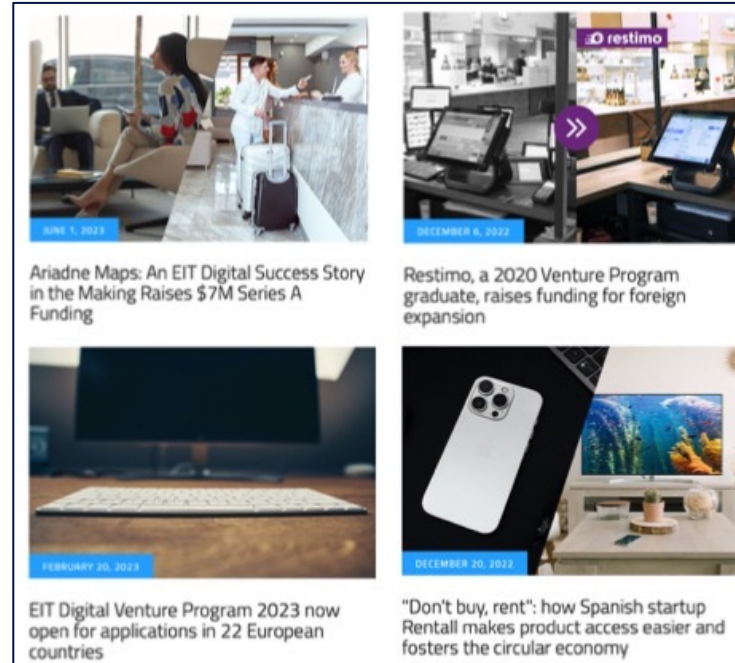 restimo
JUNE 1, 2023
DECEMBER 6, 2022
Ariadne Maps: An EIT Digital Success Story
in the Making Raises $7M Series A
Funding
Restimo, a 2020 Venture Program
graduate, raises funding for foreign
expansion
FEBRUARY 20, 2023
DECEMBER 20, 2022
EIT Digital Venture Program 2023 now
open for applications in 22 European
countries
"Don't buy, rent": how Spanish startup
Rentall makes product access easier and
fosters the circular economy